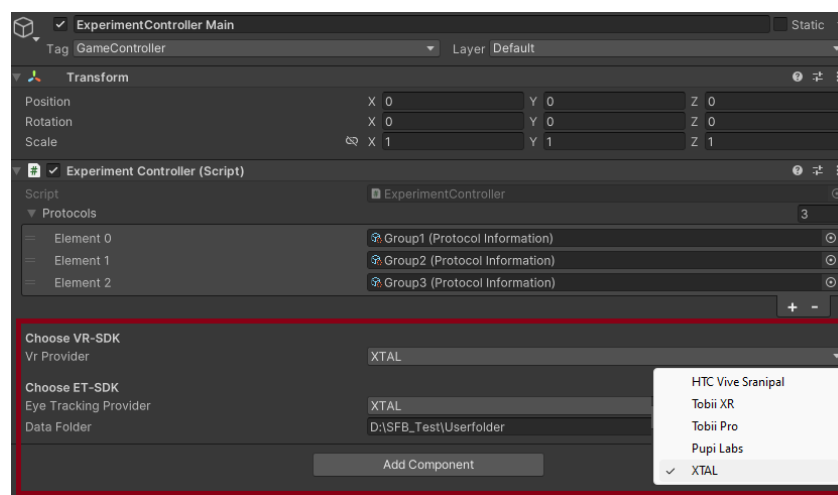 ExperimentController Main Static
Tag GameController Layer Default
Transform
Position X 0 Y 0 Z 0
Rotation X 0 Y 0 Z 0
Scale X 1 Y 1 Z 1
# Experiment Controller (Script)
Script # ExperimentController
Protocols 3
Element 0 Group1 (Protocol Information)
Element 1 Group2 (Protocol Information)
Element 2 Group3 (Protocol Information)
+ -
Choose VR-SDK
Vr Provider XTAL
Choose ET-SDK
Eye Tracking Provider XTAL
Data Folder D:\SFB_Test\Userfolder
Add Component
HTC Vive Sranipal
Tobii XR
Tobii Pro
Pupi Labs
XTAL